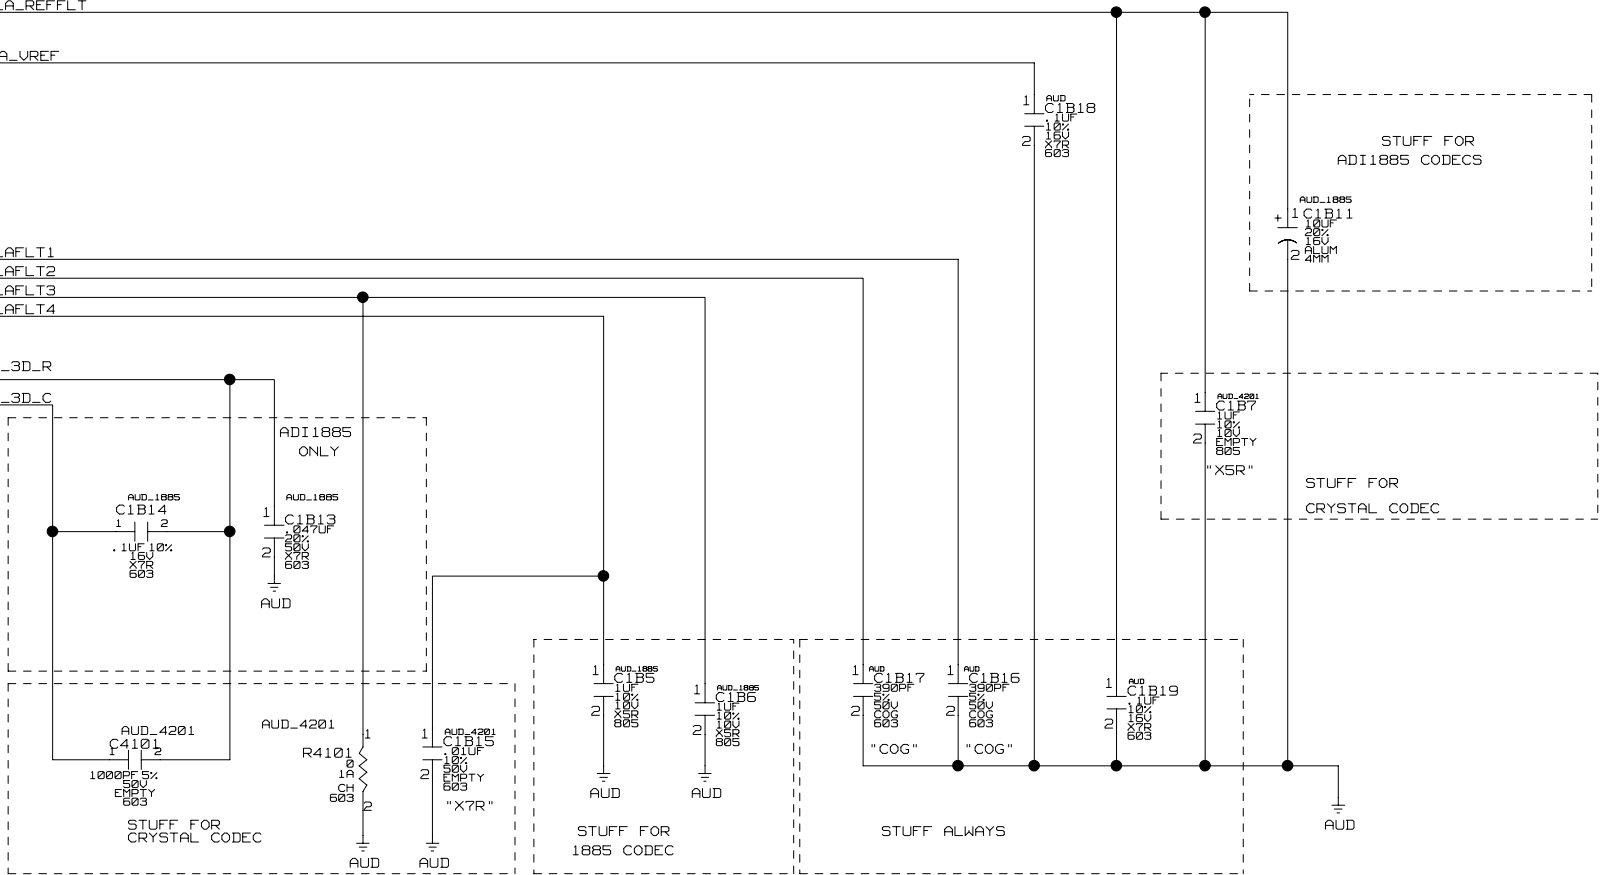 LA_REFFLT
A_VREF
1
AUD
C1B18
.1UF
10%
16V
X7R
603
2
STUFF FOR
ADI1885 CODECS
AUD_1885
+
1
C1B11
10UF
20%
16V
ALUM
4MM
2
LAFLT1
LAFLT2
LAFLT3
LAFLT4
_3D_R
_3D_C
ADI1885
ONLY
AUD_1885
C1B14
1 2
.1UF 10%
16V
X7R
603
AUD_1885
1
C1B13
.047UF
20%
50V
X7R
603
2
AUD
1
AUD_4201
C1B7
1UF
10%
10V
EMPTY
805
2
"X5R"
STUFF FOR
CRYSTAL CODEC
AUD_4201
C4101
1 2
1000PF 5%
50V
EMPTY
603
STUFF FOR
CRYSTAL CODEC
AUD_4201
1
R4101
0
1A
CH
603
2
AUD
1
AUD_4201
C1B15
.01UF
10%
50V
EMPTY
603
2
"X7R"
AUD
1
AUD_1885
C1B5
1UF
10%
10V
X5R
805
2
AUD
1
AUD_1885
C1B6
1UF
10%
10V
X5R
805
2
AUD
STUFF FOR
1885 CODEC
1
AUD
C1B17
390PF
5%
50V
COG
603
2
"COG"
1
AUD
C1B16
390PF
5%
50V
COG
603
2
"COG"
1
AUD
C1B19
.1UF
10%
16V
X7R
603
2
STUFF ALWAYS
AUD